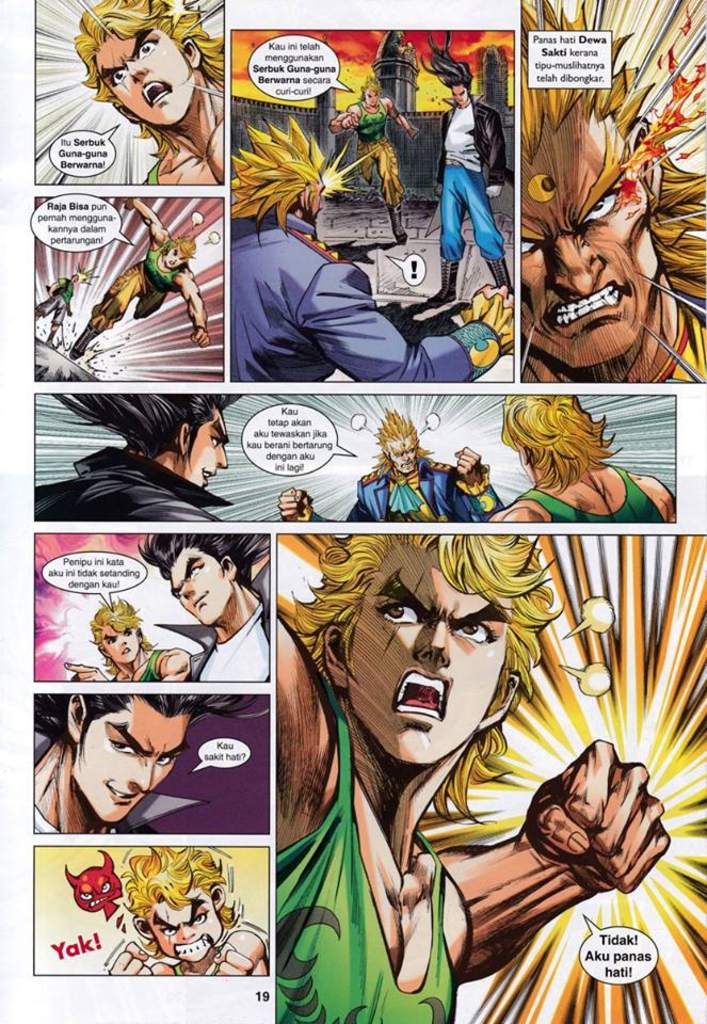 Itu Serbuk
Guna-guna
Berwarna!
Kau ini telah
menggunakan
Serbuk Guna-guna
Berwarna secara
curi-curi!
!
Panas hati Dewa
Sakti kerana
tipu-muslihatnya
telah dibongkar.
Raja Bisa pun
pernah mengguna-
kannya dalam
pertarungan!
Kau
tetap akan
aku tewaskan jika
kau berani bertarung
dengan aku
ini lagi!
Penipu ini kata
aku ini tidak setanding
dengan kau!
Kau
sakit hati?
Yak!
Tidak!
Aku panas
hati!
19